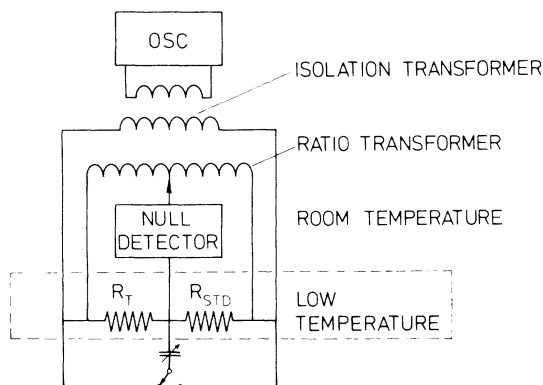 OSC
ISOLATION TRANSFORMER
RATIO TRANSFORMER
NULL
DETECTOR
ROOM TEMPERATURE
R_T
R_STD
LOW
TEMPERATURE